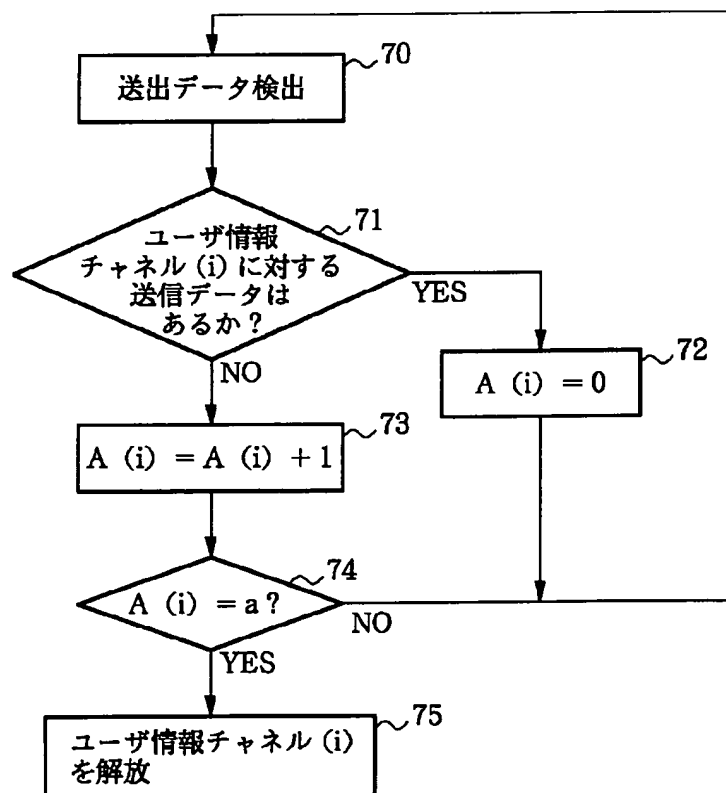 70
送出データ検出
71
ユーザ情報
チャネル (i) に対する
送信データは
あるか?
YES
NO
72
A (i) = 0
73
A (i) = A (i) + 1
74
A (i) = a?
NO
YES
75
ユーザ情報チャネル (i)
を解放